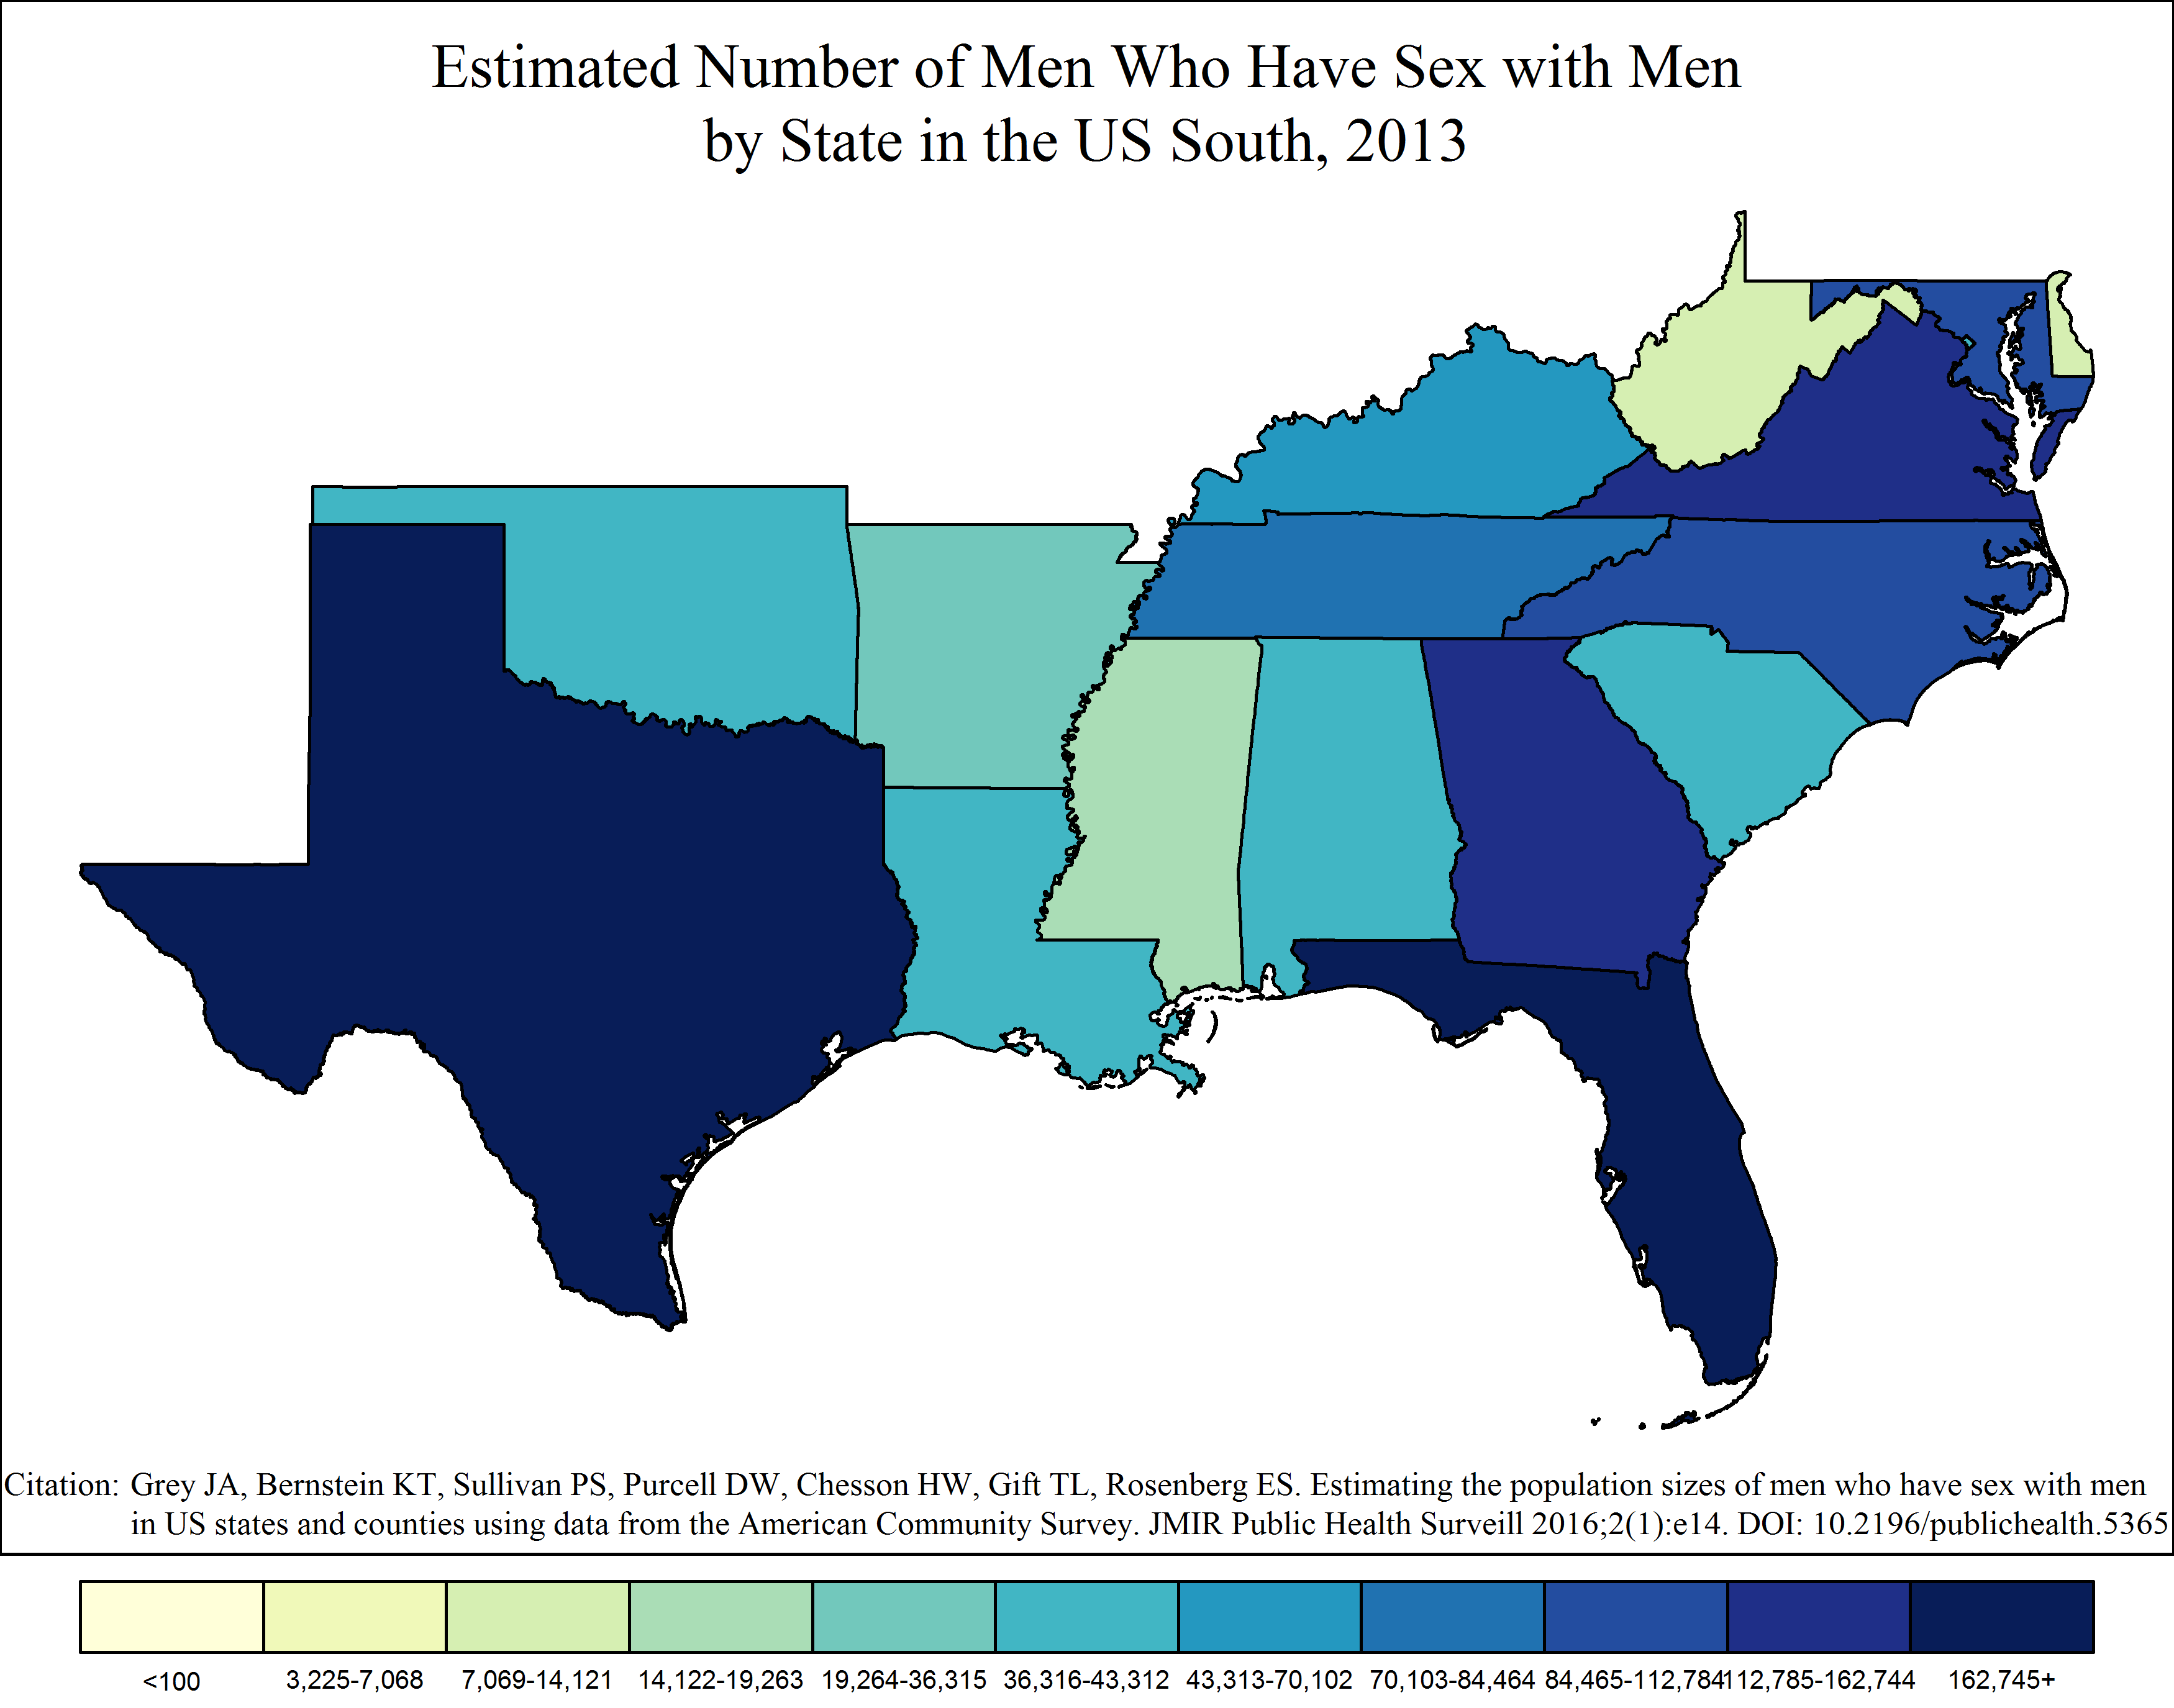 Estimated Number of Men Who Have Sex with Men
by State in the US South, 2013
Citation: Grey JA, Bernstein KT, Sullivan PS, Purcell DW, Chesson HW, Gift TL, Rosenberg ES. Estimating the population sizes of men who have sex with men
in US states and counties using data from the American Community Survey. JMIR Public Health Surveill 2016;2(1):e14. DOI: 10.2196/publichealth.5365
<100 3,225-7,068 7,069-14,121 14,122-19,263 19,264-36,315 36,316-43,312 43,313-70,102 70,103-84,464 84,465-112,784 112,785-162,744 162,745+